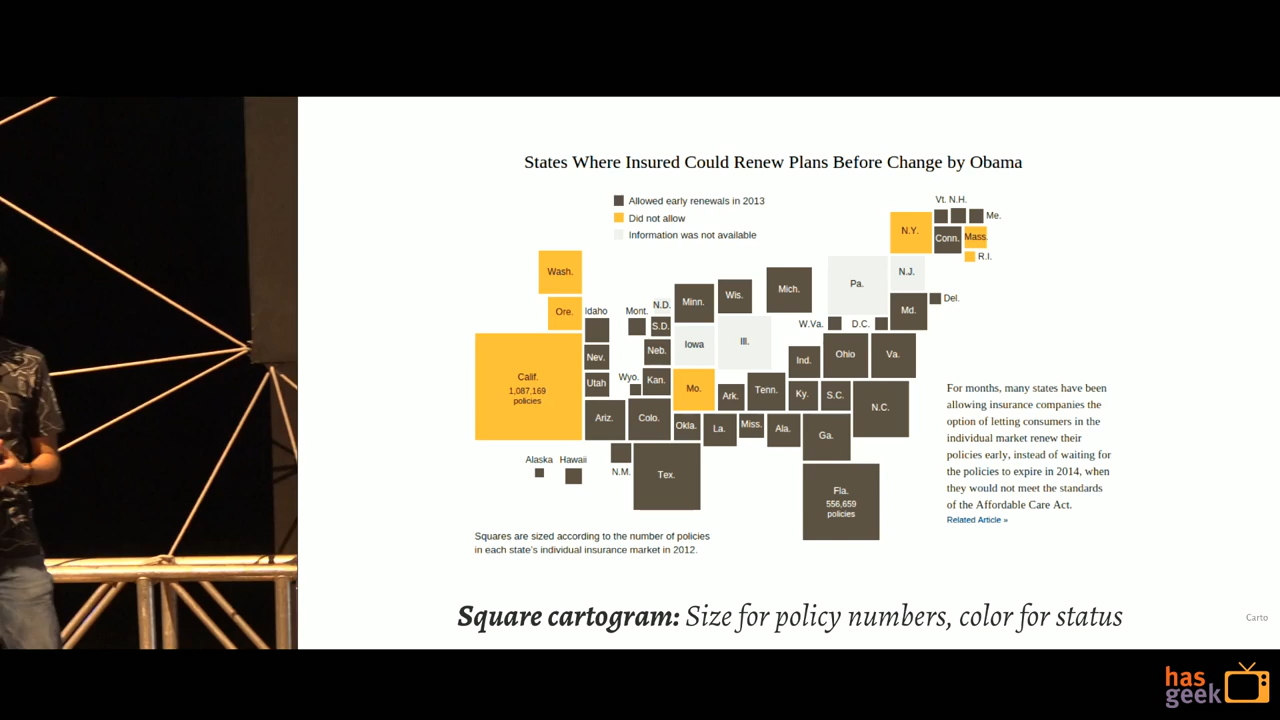 States Where Insured Could Renew Plans Before Change by Obama
Allowed early renewals in 2013
Did not allow
Information was not available
Vt. N.H.
Me.
N.Y.
Conn.
Mass.
R.I.
Wash.
Ore.
Idaho
Mont.
N.D.
Minn.
Wis.
Mich.
Pa.
N.J.
Del.
Md.
S.D.
W.Va.
D.C.
Calif.
1,087,169
policies
Nev.
Neb.
Iowa
Ill.
Ind.
Ohio
Va.
Utah
Wyo.
Kan.
Mo.
Ark.
Tenn.
Ky.
S.C.
N.C.
Ariz.
Colo.
Okla.
La.
Miss.
Ala.
Ga.
Alaska
Hawaii
N.M.
Tex.
Fla.
556,659
policies
For months, many states have been
allowing insurance companies the
option of letting consumers in the
individual market renew their
policies early, instead of waiting for
the policies to expire in 2014, when
they would not meet the standards
of the Affordable Care Act.
Related Article »
Squares are sized according to the number of policies
in each state's individual insurance market in 2012.
Square cartogram: Size for policy numbers, color for status
Carto
has
geek